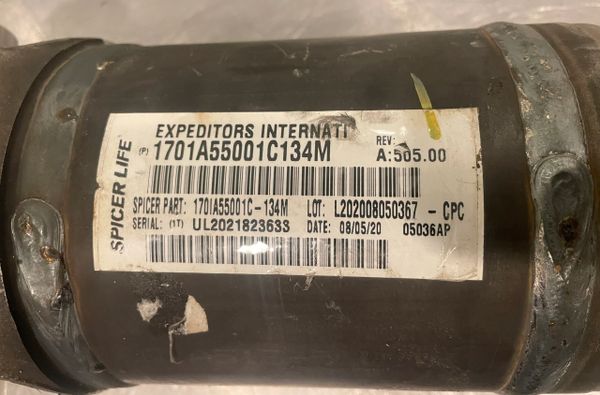 SPICER LIFE
EXPEDITORS INTERNATI
(P) 1701A55001C134M
REV:
A:505.00
SPICER PART: 1701A55001C-134M LOT: L202008050367 - CPC
SERIAL: (1T) UL2021823633 DATE: 08/05/20 05036AP